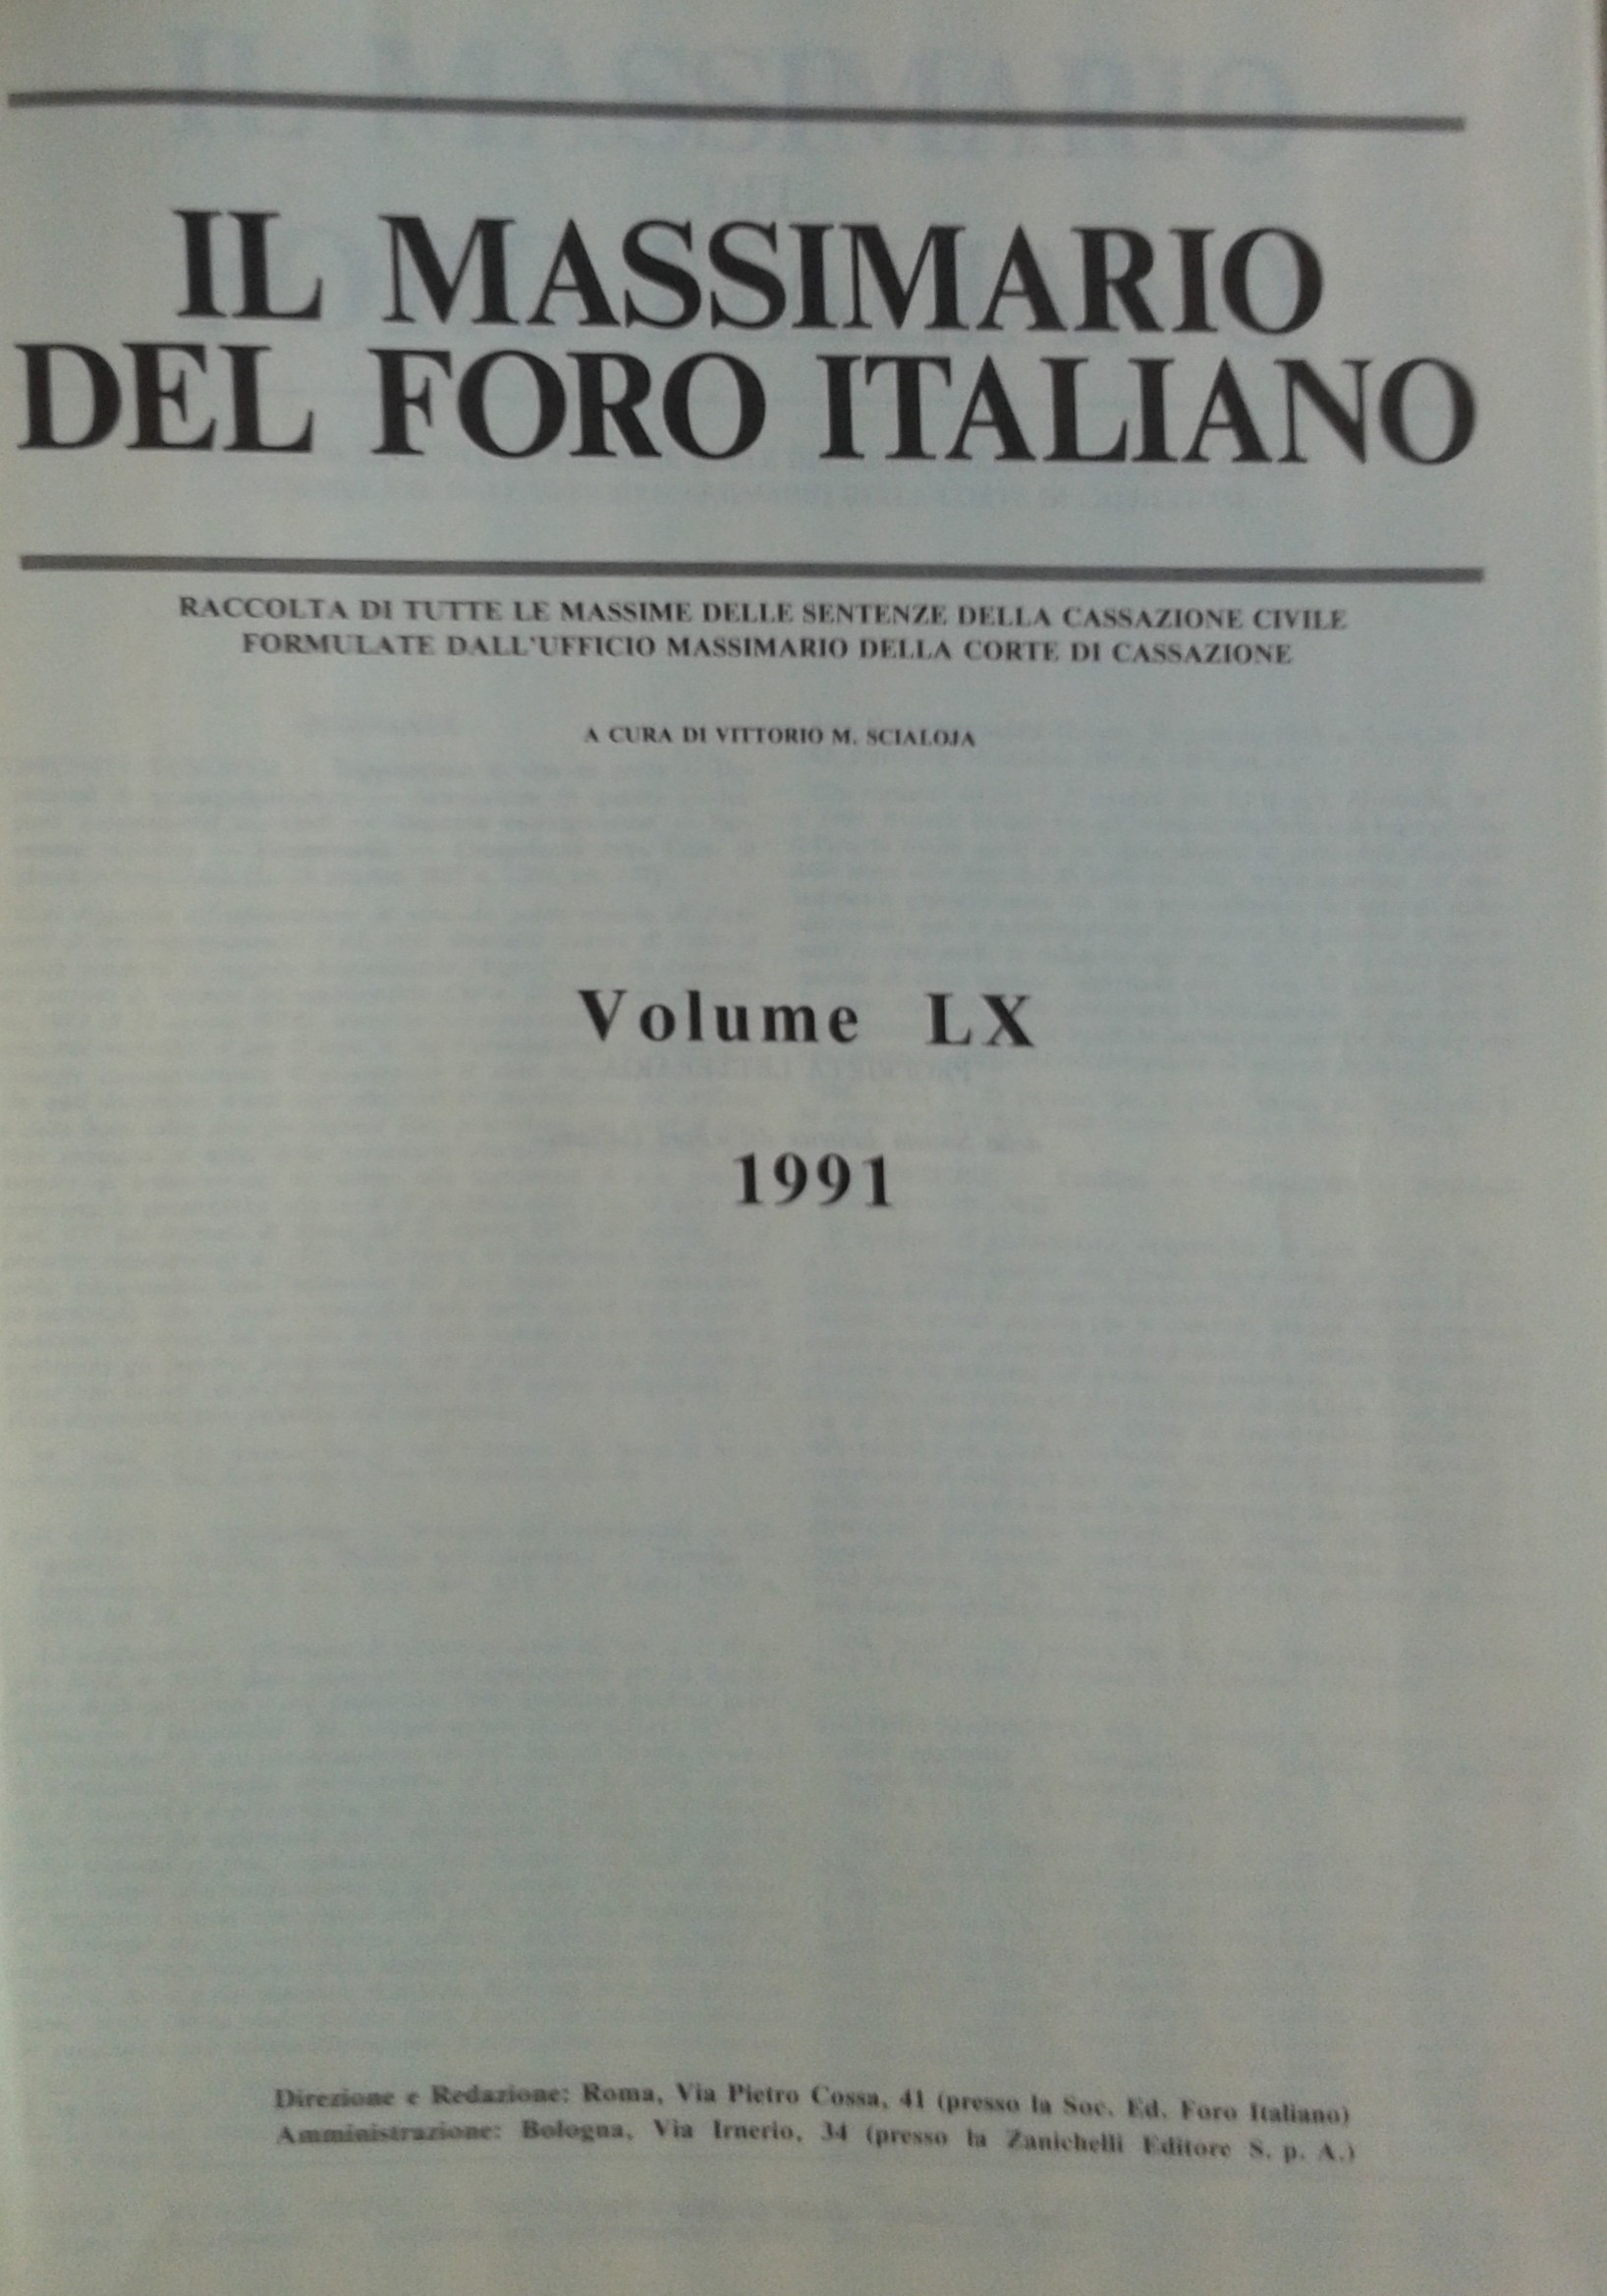 IL MASSIMARIO
DEL FORO ITALIANO
RACCOLTA DI TUTTE LE MASSIME DELLE SENTENZE DELLA CASSAZIONE CIVILE
FORMULATE DALL'UFFICIO MASSIMARIO DELLA CORTE DI CASSAZIONE
A CURA DI VITTORIO M. SCIALOJA
Volume LX
1991
Direzione e Redazione: Roma, Via Pietro Cossa, 41 (presso la Soc. Ed. Foro Italiano)
Amministrazione: Bologna, Via Irnerio, 34 (presso la Zanichelli Editore S. p. A.)